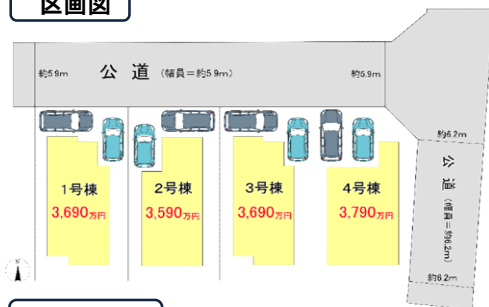 区画図
約5.9m
公 道 (幅員=約5.9m)
約5.9m
約6.2m
公 道 (幅員=約6.2m)
約6.2m
1号棟
3,690万円
2号棟
3,590万円
3号棟
3,690万円
4号棟
3,790万円
N